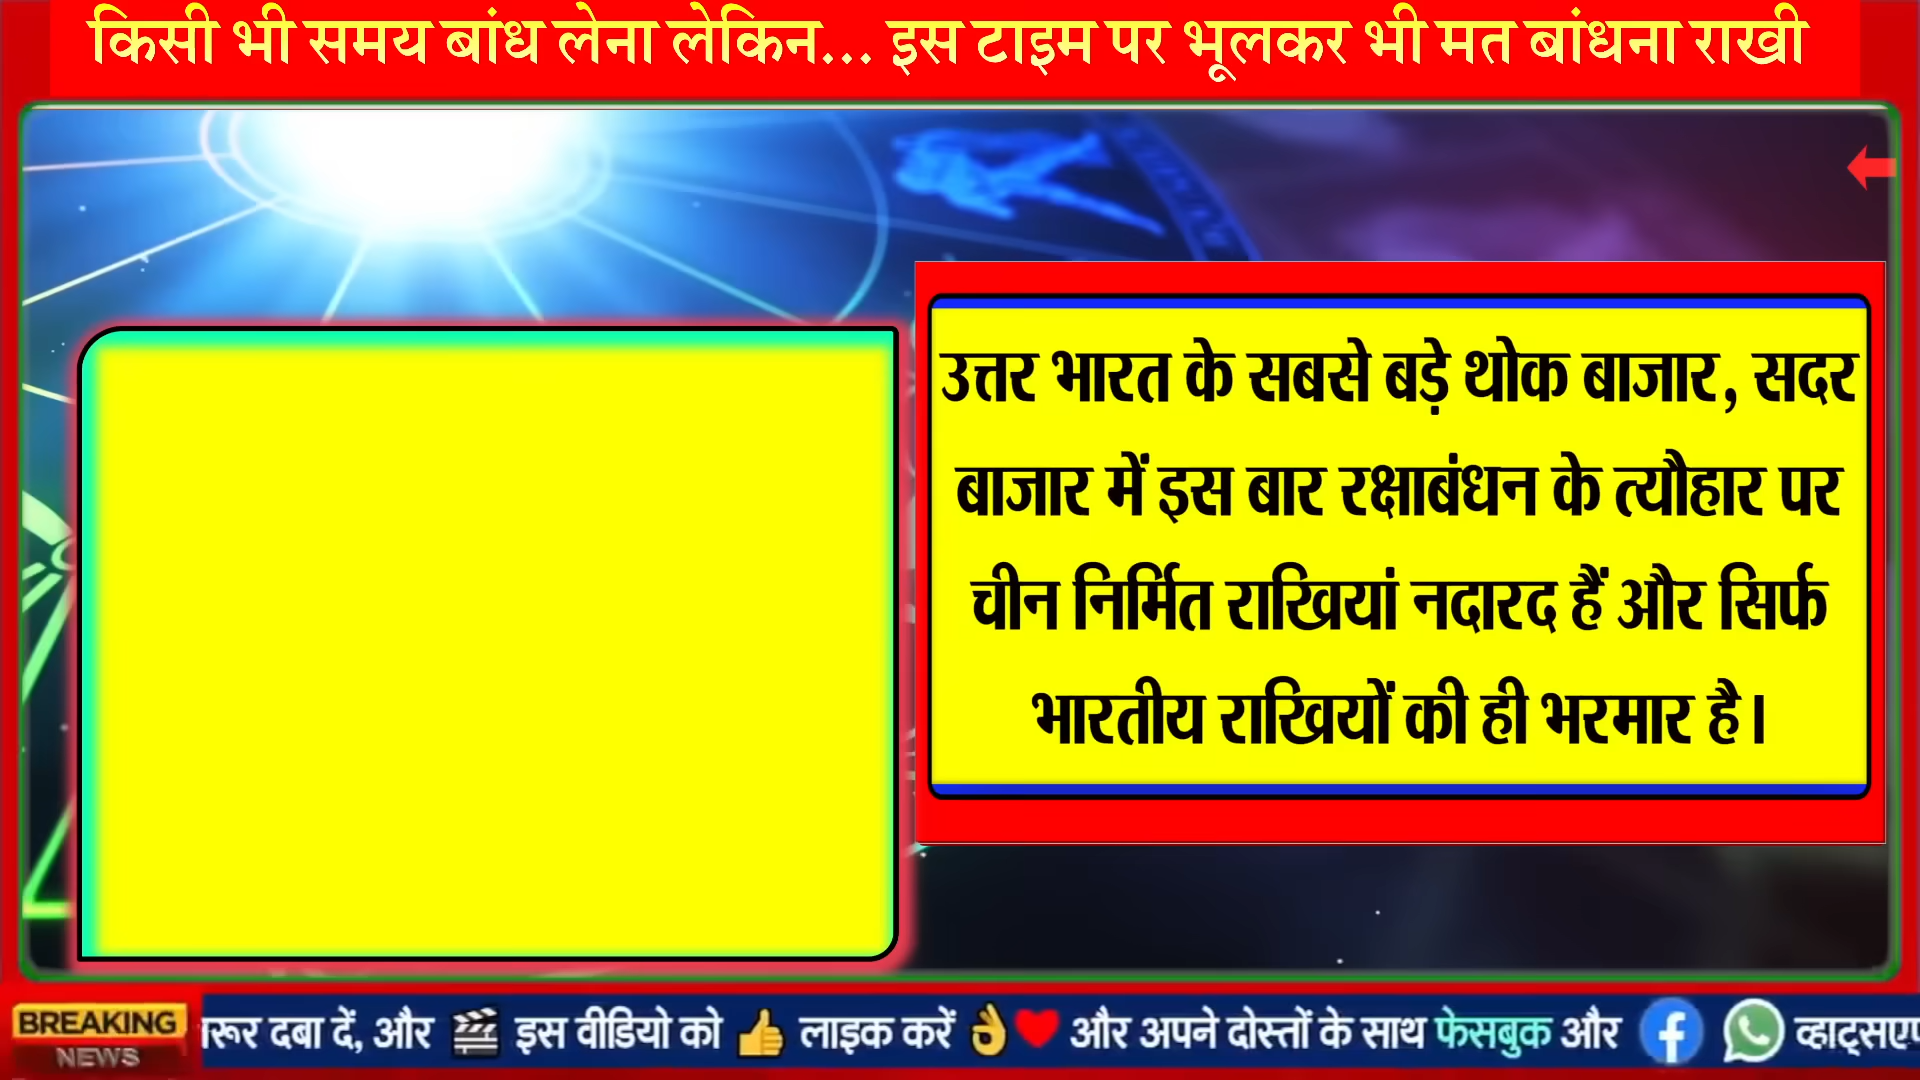 किसी भी समय बांध लेना लेकिन... इस टाइम पर भूलकर भी मत बांधना राखी
उत्तर भारत के सबसे बड़े थोक बाजार, सदर
बाजार में इस बार रक्षाबंधन के त्यौहार पर
चीन निर्मित राखियां नदारद हैं और सिर्फ
भारतीय राखियों की ही भरमार है।
BREAKING
NEWS
दबा दें, और इस वीडियो को लाइक करें और अपने दोस्तों के साथ फेसबुक और